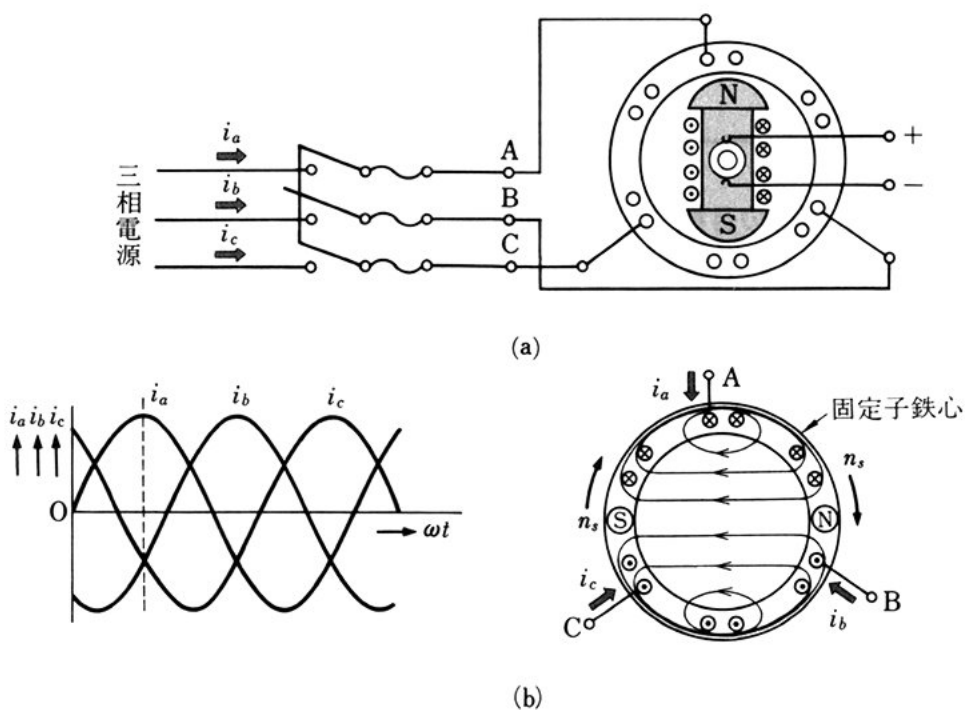 i_a
i_b
i_c
三相電源
A
B
C
N
S
+
−
(a)
i_a i_b i_c
O
i_a
i_b
i_c
ωt
i_a
A
固定子鉄心
n_s
n_s
S
N
i_c
C
i_b
B
(b)